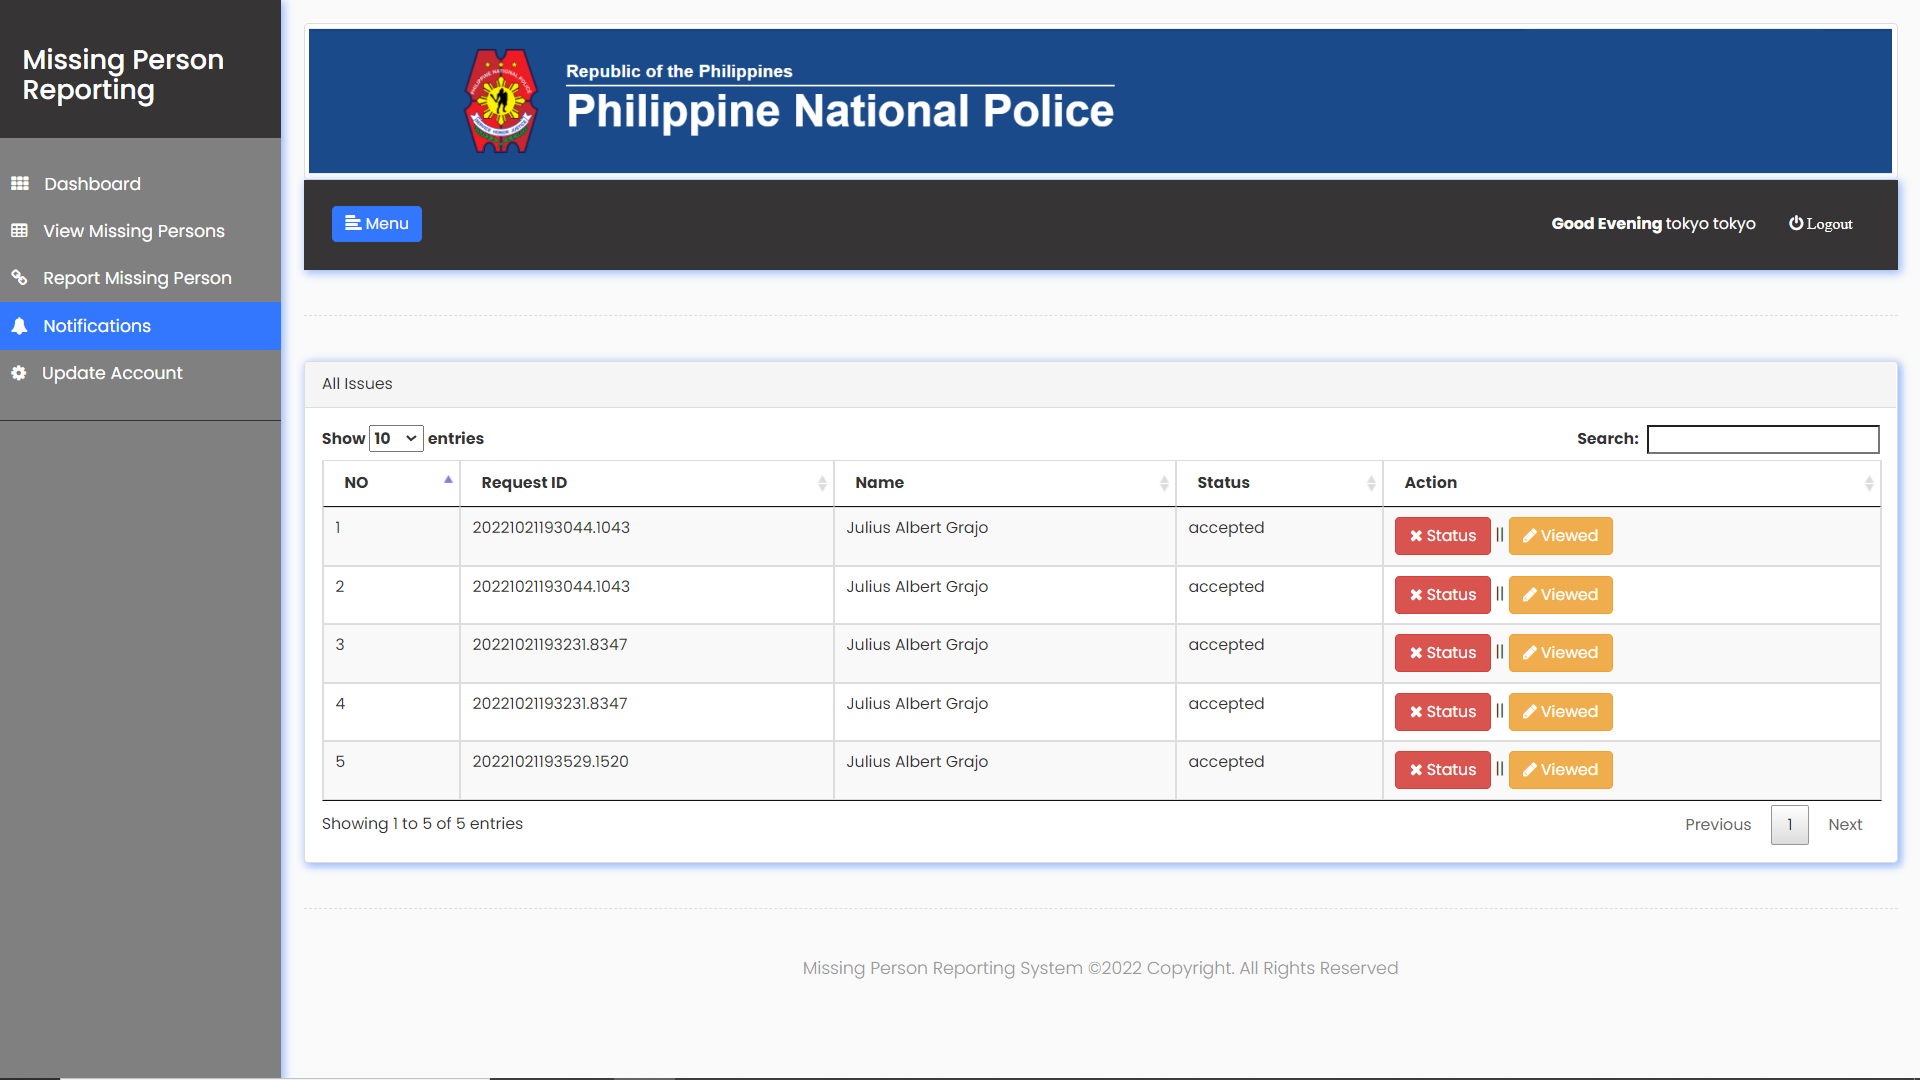 Missing Person
Reporting
Dashboard
View Missing Persons
Report Missing Person
Notifications
Update Account
Republic of the Philippines
Philippine National Police
Menu
Good Evening tokyo tokyo
Logout
All Issues
Show 10 entries
Search:
NO Request ID Name Status Action
1 20221021193044.1043 Julius Albert Grajo accepted Status || Viewed
2 20221021193044.1043 Julius Albert Grajo accepted Status || Viewed
3 20221021193231.8347 Julius Albert Grajo accepted Status || Viewed
4 20221021193231.8347 Julius Albert Grajo accepted Status || Viewed
5 20221021193529.1520 Julius Albert Grajo accepted Status || Viewed
Showing 1 to 5 of 5 entries
Previous 1 Next
Missing Person Reporting System ©2022 Copyright. All Rights Reserved